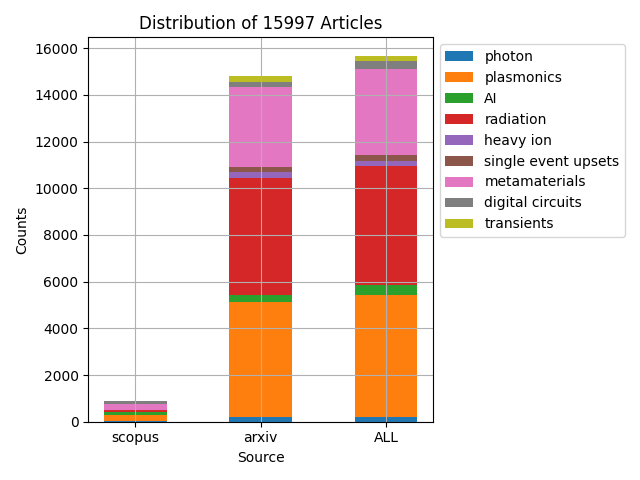 Distribution of 15997 Articles
16000
14000
12000
10000
8000
6000
4000
2000
0
Counts
scopus
arxiv
ALL
Source
photon
plasmonics
AI
radiation
heavy ion
single event upsets
metamaterials
digital circuits
transients